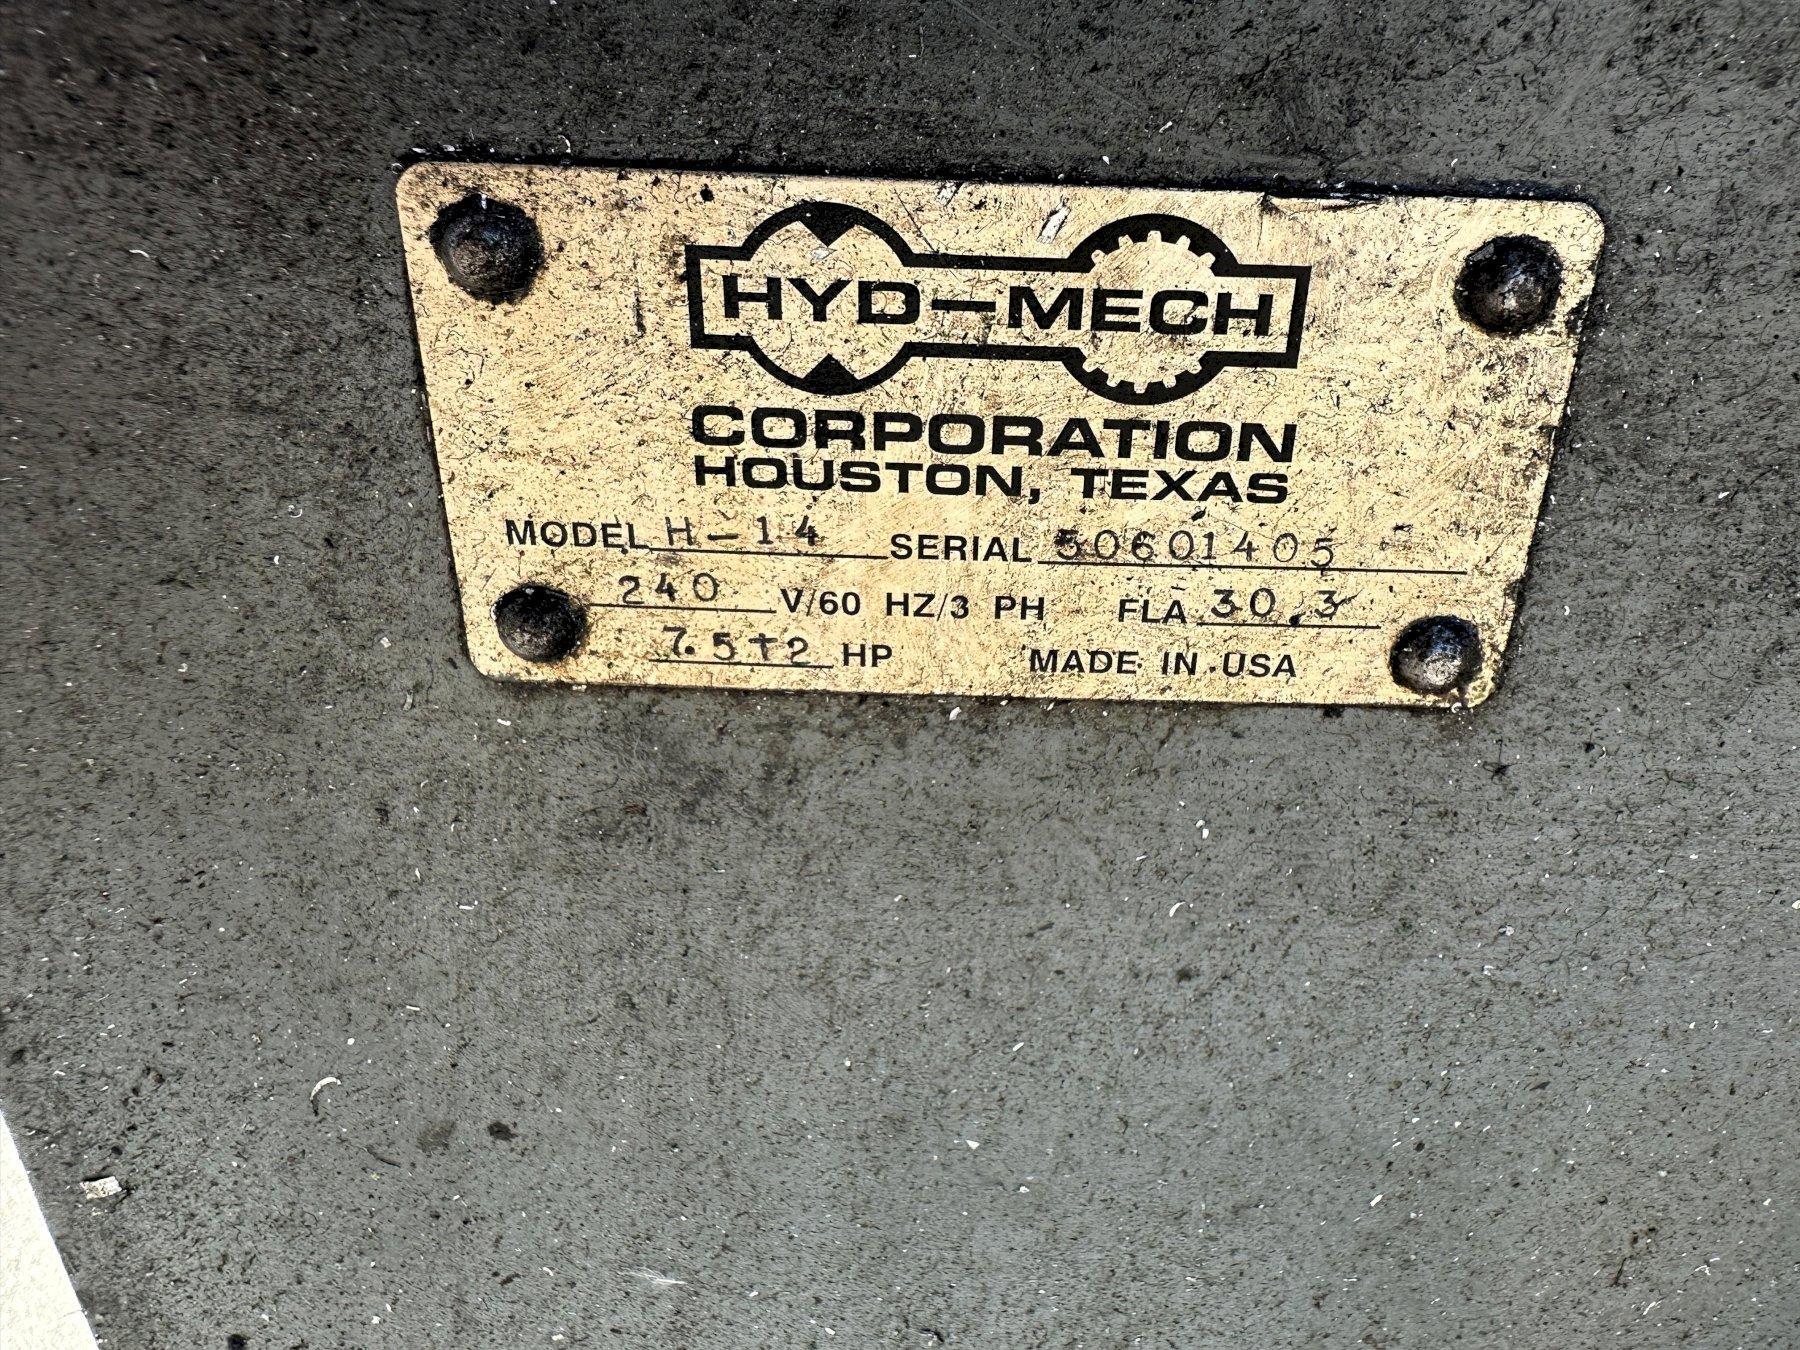 HYD-MECH
CORPORATION
HOUSTON, TEXAS
MODEL H-14 SERIAL 50601405
240 V/60 HZ/3 PH FLA 30.3
7.5+2 HP MADE IN USA